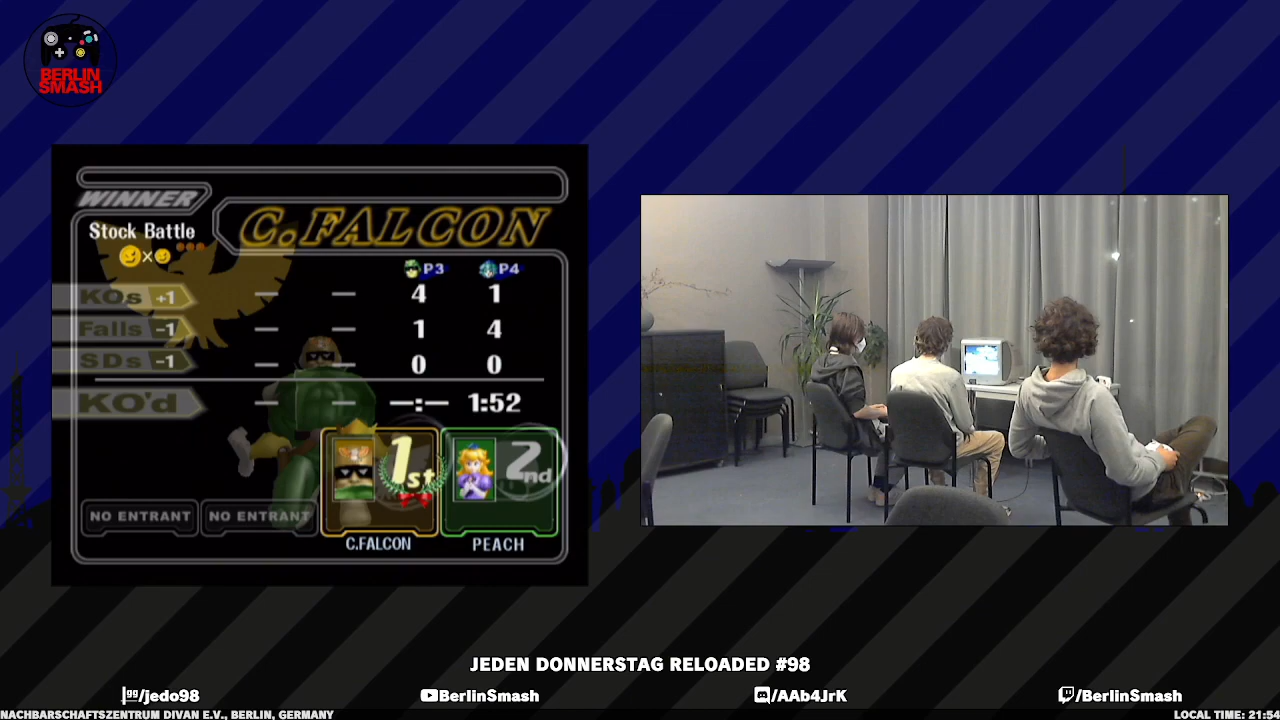 BERLIN
SMASH
WINNER
C.FALCON
Stock Battle
×
P3 P4
KOs +1 — — 4 1
Falls -1 — — 1 4
SDs -1 — — 0 0
KO'd — — —:— 1:52
1st 2nd
NO ENTRANT NO ENTRANT
C.FALCON PEACH
JEDEN DONNERSTAG RELOADED #98
gg/jedo98 BerlinSmash /AAb4JrK /BerlinSmash
NACHBARSCHAFTSZENTRUM DIVAN E.V., BERLIN, GERMANY LOCAL TIME: 21:54